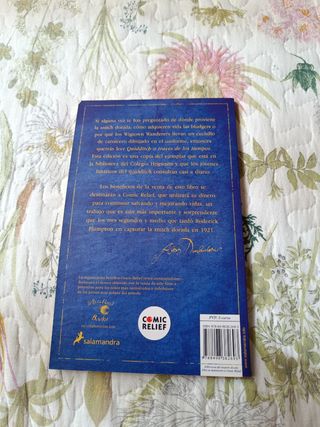 Si alguna vez te has preguntado de dónde proviene
la snitch dorada, cómo adquieren vida las bludgers o
por qué los Wigtown Wanderers llevan un cuchillo
de carnicero dibujado en el uniforme, entonces
querrás leer Quidditch a través de los tiempos.
Esta edición es una copia del ejemplar que está en
la biblioteca del Colegio Hogwarts y que los jóvenes
fanáticos del quidditch consultan casi a diario.
Los beneficios de la venta de este libro se
destinarán a Comic Relief, que utilizará tu dinero
para continuar salvando y mejorando vidas, un
trabajo que es aún más importante y sorprendente
que los tres segundos y medio que tardó Roderick
Plumpton en capturar la snitch dorada en 1921.
COMIC
RELIEF
salamandra